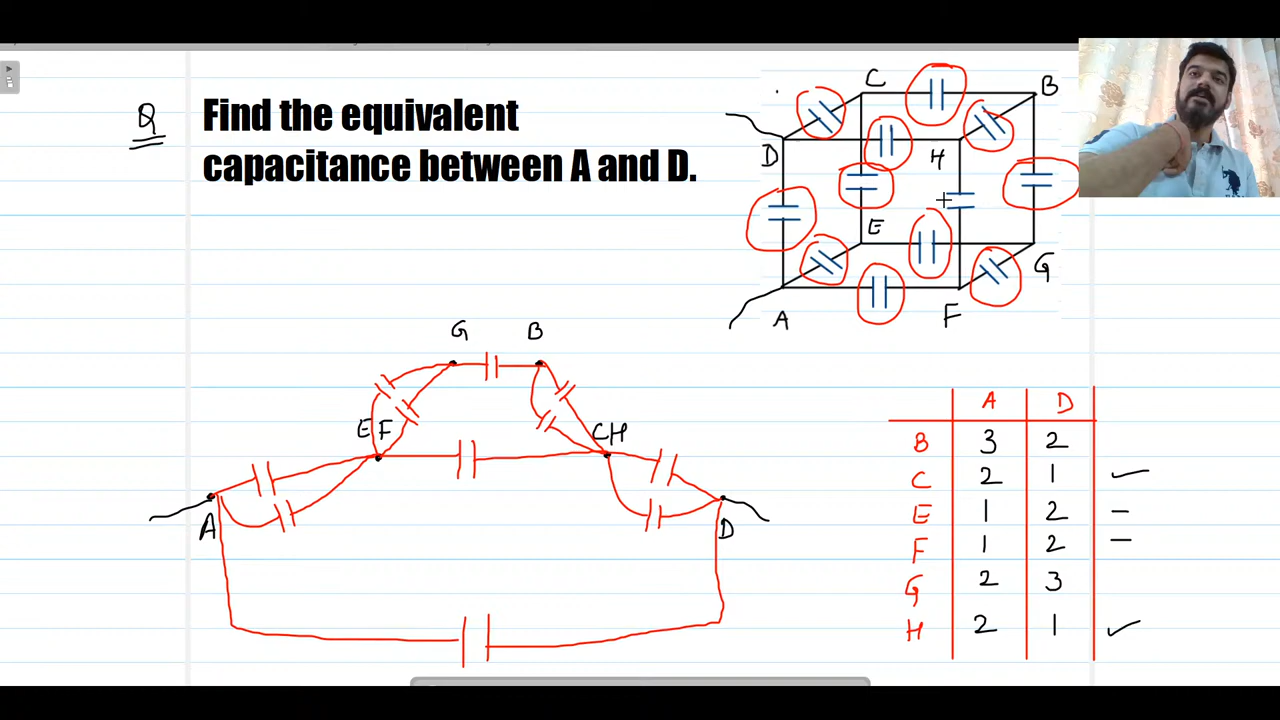 Q
Find the equivalent
capacitance between A and D.
C
B
D
H
E
G
A
F
G
B
E F
CH
A
D
A D
B 3 2
C 2 1 ✓
E 1 2 –
F 1 2 –
G 2 3
H 2 1 ✓